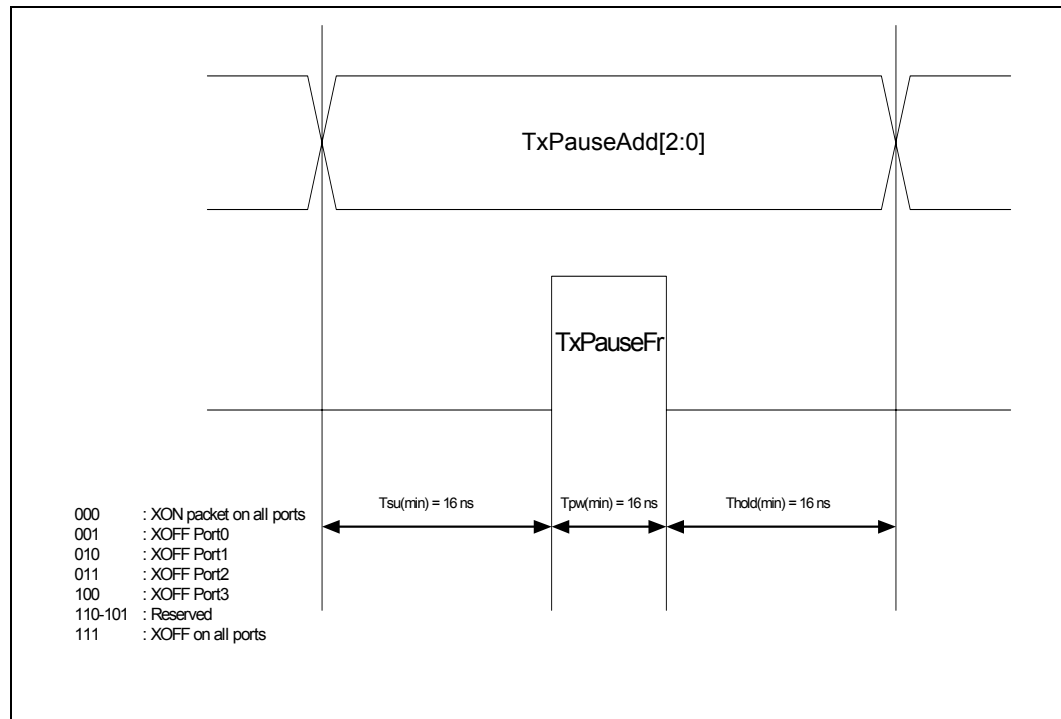 TxPauseAdd[2:0]
TxPauseFr
Tsu(min) = 16 ns
Tpw(min) = 16 ns
Thold(min) = 16 ns
000 : XON packet on all ports
001 : XOFF Port0
010 : XOFF Port1
011 : XOFF Port2
100 : XOFF Port3
110-101 : Reserved
111 : XOFF on all ports